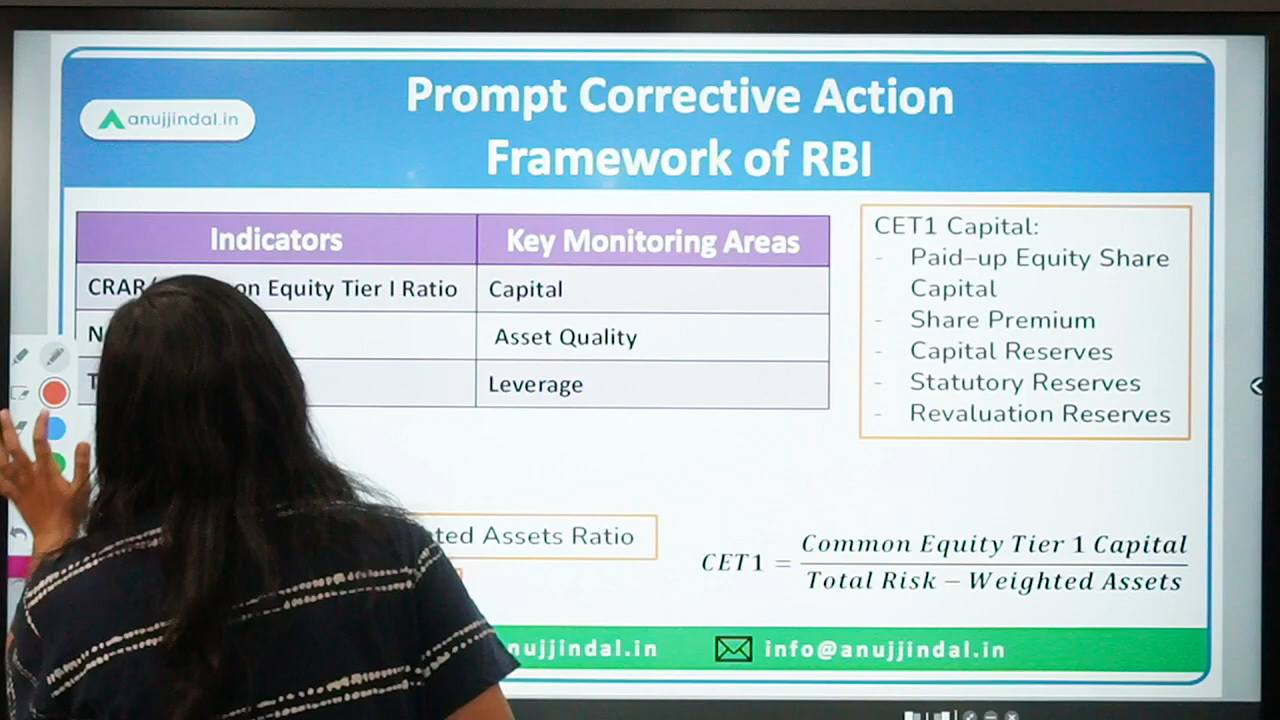 anujjindal.in
Prompt Corrective Action
Framework of RBI
Indicators
Key Monitoring Areas
CRAR/
on Equity Tier I Ratio
Capital
N
Asset Quality
T
Leverage
CET1 Capital:
- Paid–up Equity Share
Capital
- Share Premium
- Capital Reserves
- Statutory Reserves
- Revaluation Reserves
ted Assets Ratio
CET1 = Common Equity Tier 1 Capital
Total Risk – Weighted Assets
nujjindal.in
info@anujjindal.in